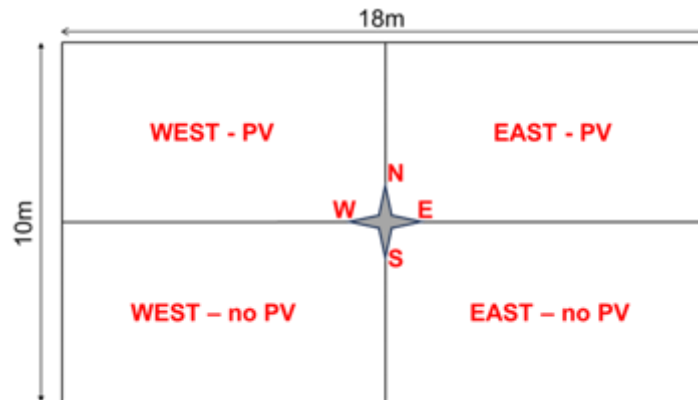 18m
WEST - PV
EAST - PV
N
W
E
10m
S
WEST – no PV
EAST – no PV